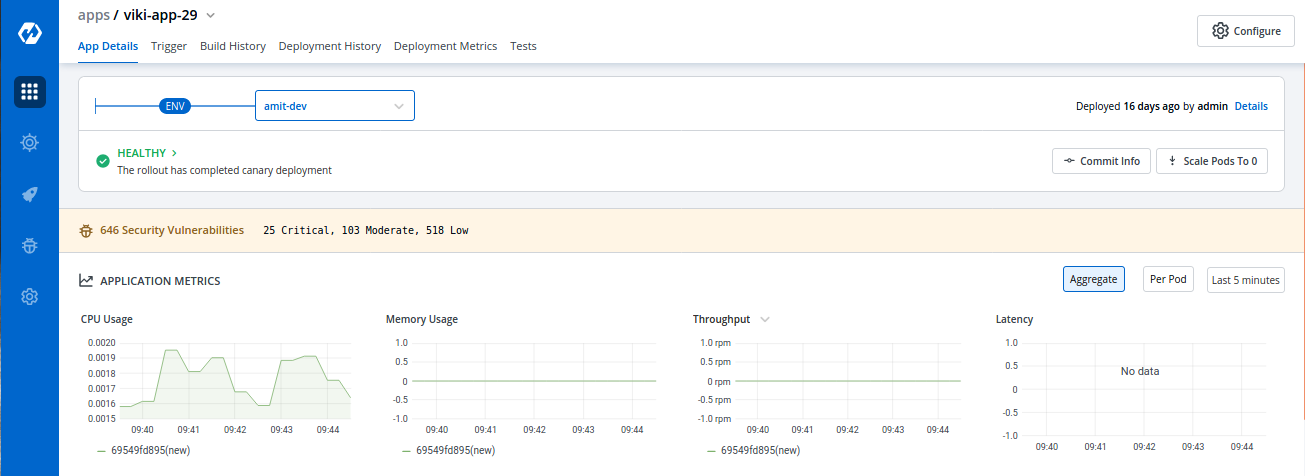 apps / viki-app-29
Configure
App Details Trigger Build History Deployment History Deployment Metrics Tests
ENV amit-dev Deployed 16 days ago by admin Details
HEALTHY >
The rollout has completed canary deployment
Commit Info Scale Pods To 0
646 Security Vulnerabilities 25 Critical, 103 Moderate, 518 Low
APPLICATION METRICS Aggregate Per Pod Last 5 minutes
CPU Usage
0.0020
0.0019
0.0018
0.0017
0.0016
0.0015
09:40 09:41 09:42 09:43 09:44
69549fd895(new)
Memory Usage
1.0
0.5
0
-0.5
-1.0
09:40 09:41 09:42 09:43 09:44
69549fd895(new)
Throughput
1.0 rpm
0.5 rpm
0 rpm
-0.5 rpm
-1.0 rpm
09:40 09:41 09:42 09:43 09:44
69549fd895(new)
Latency
1.0
0.5
0
-0.5
-1.0
No data
09:40 09:41 09:42 09:43 09:44